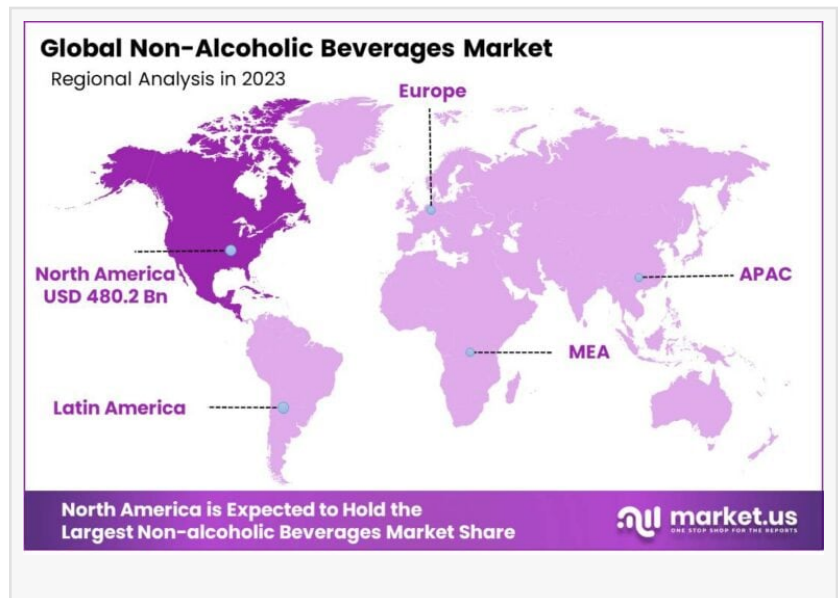 Global Non-Alcoholic Beverages Market
Regional Analysis in 2023
Europe
North America
USD 480.2 Bn
APAC
MEA
Latin America
North America is Expected to Hold the
Largest Non-alcoholic Beverages Market Share
market.us
ONE STOP SHOP FOR THE REPORTS